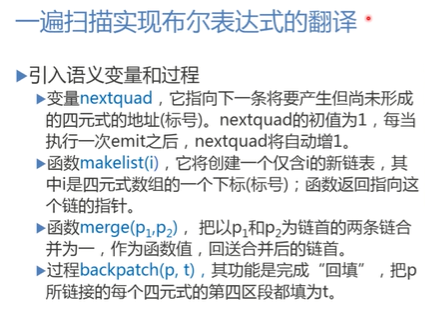 一遍扫描实现布尔表达式的翻译
▶引入语义变量和过程
▶变量nextquad，它指向下一条将要产生但尚未形成
的四元式的地址(标号)。nextquad的初值为1，每当
执行一次emit之后，nextquad将自动增1。
▶函数makelist(i)，它将创建一个仅含i的新链表，其
中i是四元式数组的一个下标(标号)；函数返回指向这
个链的指针。
▶函数merge(p₁,p₂)， 把以p₁和p₂为链首的两条链合
并为一，作为函数值，回送合并后的链首。
▶过程backpatch(p, t)，其功能是完成“回填”，把p
所链接的每个四元式的第四区段都填为t。